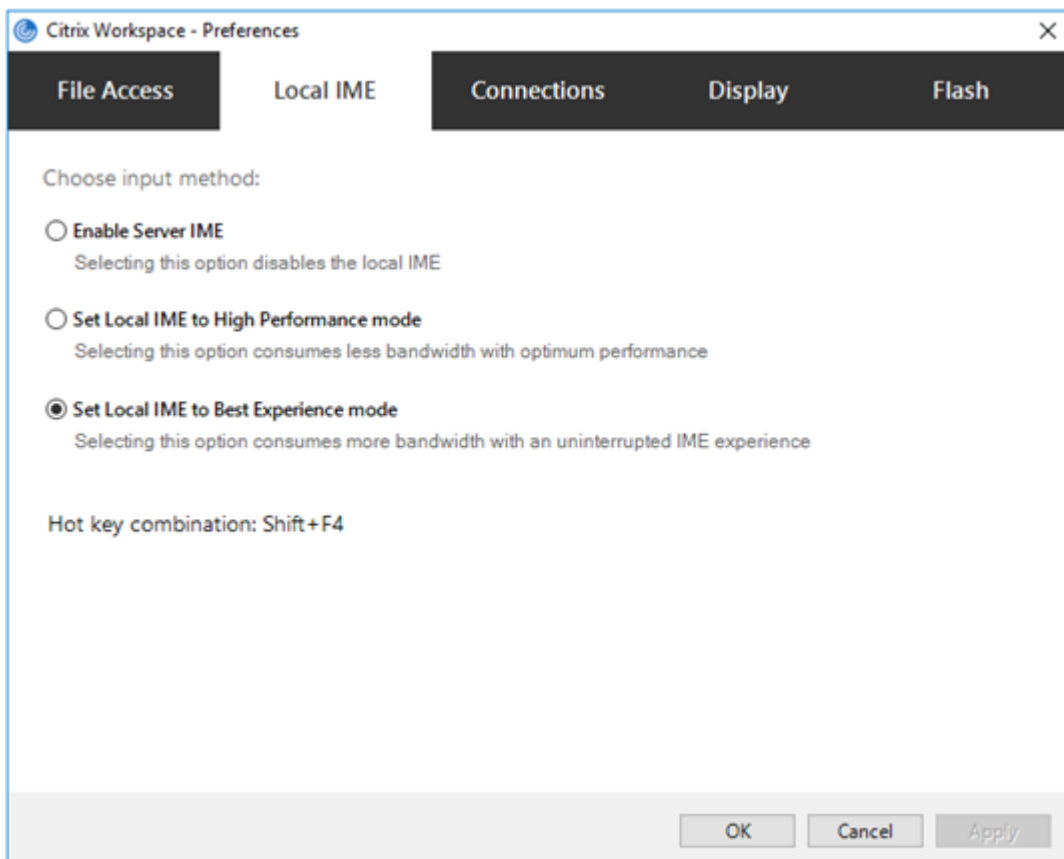 Citrix Workspace - Preferences
File Access Local IME Connections Display Flash
Choose input method:
Enable Server IME
Selecting this option disables the local IME
Set Local IME to High Performance mode
Selecting this option consumes less bandwidth with optimum performance
Set Local IME to Best Experience mode
Selecting this option consumes more bandwidth with an uninterrupted IME experience
Hot key combination: Shift+F4
OK Cancel Apply